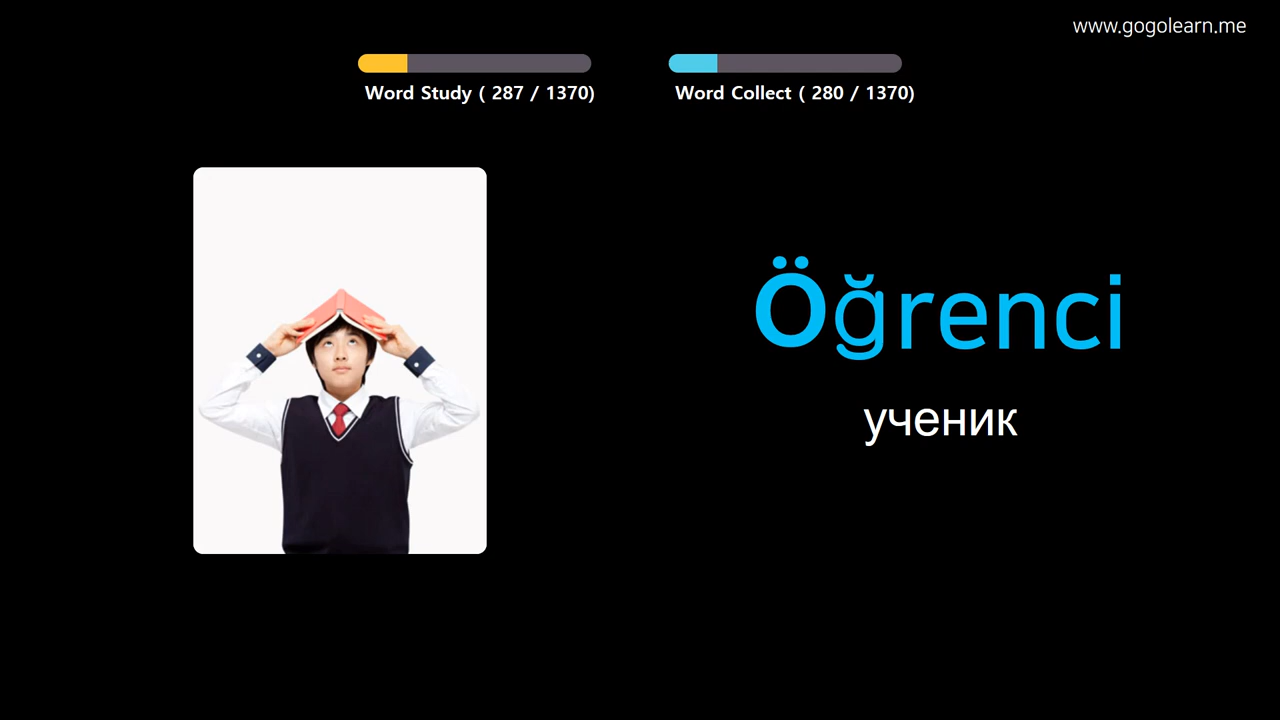 www.gogolearn.me
Word Study ( 287 / 1370)
Word Collect ( 280 / 1370)
Öğrenci
ученик